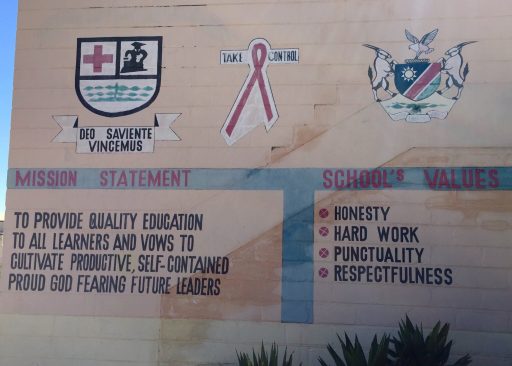 DEO SAVIENTE
VINCEMUS
TAKE CONTROL
MISSION STATEMENT
TO PROVIDE QUALITY EDUCATION
TO ALL LEARNERS AND VOWS TO
CULTIVATE PRODUCTIVE, SELF-CONTAINED
PROUD GOD FEARING FUTURE LEADERS
SCHOOL'S VALUES
HONESTY
HARD WORK
PUNCTUALITY
RESPECTFULNESS